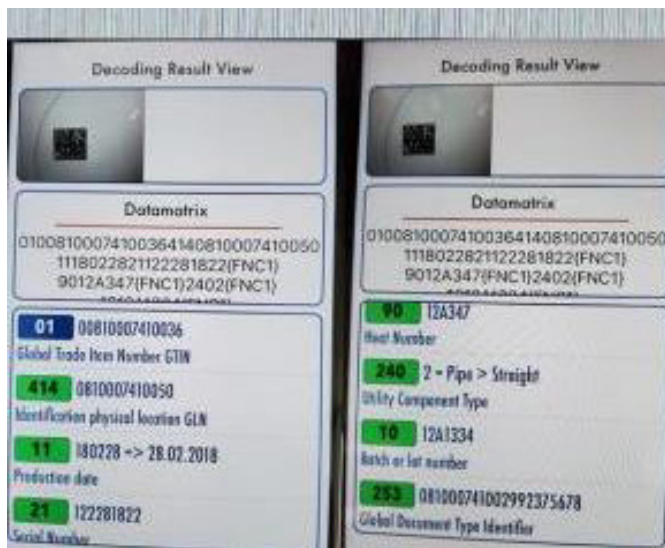 Decoding Result View
Datamatrix
01008100074100364140810007410050
1118022821122281822{FNC1}
9012A347{FNC1}2402{FNC1}
01 00810007410036
Global Trade Item Number GTIN
414 0810007410050
Identification physical location GLN
11 180228 -> 28.02.2018
Production date
21 122281822
Serial Number
Decoding Result View
Datamatrix
01008100074100364140810007410050
1118022821122281822{FNC1}
9012A347{FNC1}2402{FNC1}
90 12A347
Heat Number
240 2 - Pipe > Straight
Utility Component Type
10 12A1334
Batch or lot number
253 081000741002992375678
Global Document Type Identifier